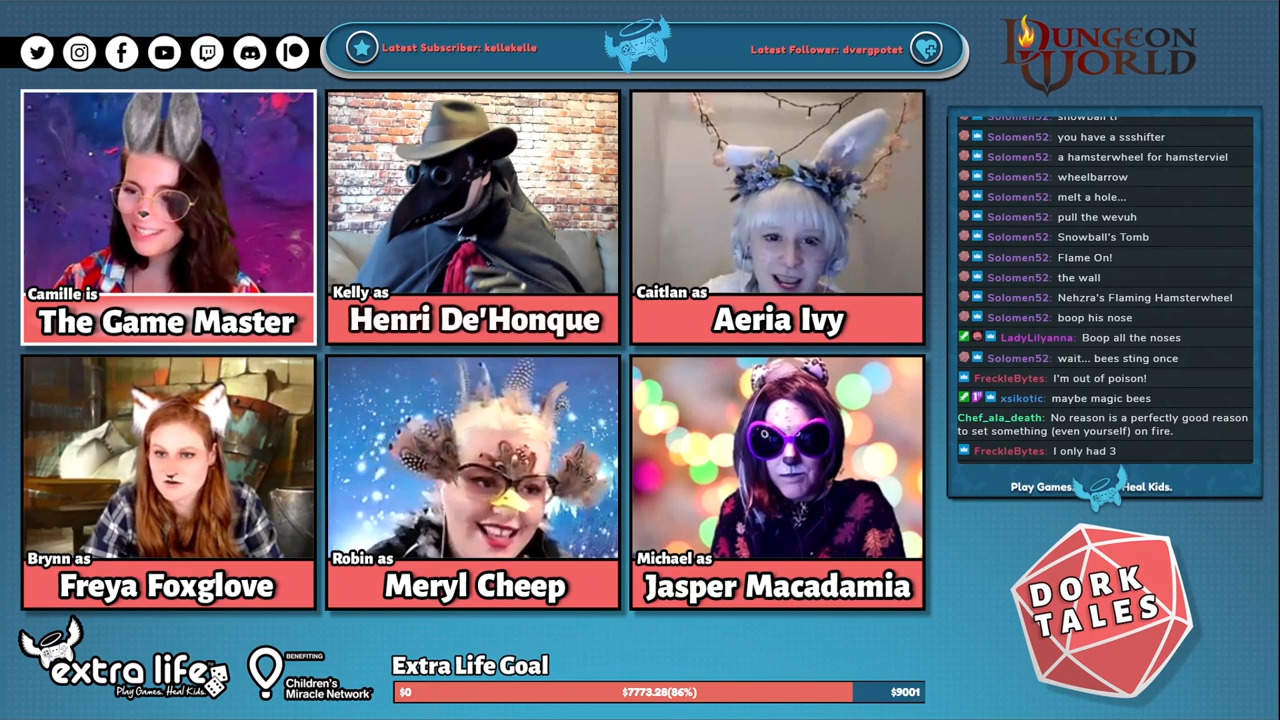 Latest Subscriber: kellekelle
Latest Follower: dvergpotet
DUNGEON
WORLD
Camille is
The Game Master
Kelly as
Henri De'Honque
Caitlan as
Aeria Ivy
Brynn as
Freya Foxglove
Robin as
Meryl Cheep
Michael as
Jasper Macadamia
Solomen52: snowball ti
Solomen52: you have a ssshifter
Solomen52: a hamsterwheel for hamsterviel
Solomen52: wheelbarrow
Solomen52: melt a hole...
Solomen52: pull the wevuh
Solomen52: Snowball's Tomb
Solomen52: Flame On!
Solomen52: the wall
Solomen52: Nehzra's Flaming Hamsterwheel
Solomen52: boop his nose
LadyLilyanna: Boop all the noses
Solomen52: wait... bees sting once
FreckleBytes: I'm out of poison!
xsikotic: maybe magic bees
Chef_ala_death: No reason is a perfectly good reason
to set something (even yourself) on fire.
FreckleBytes: I only had 3
Play Games. Heal Kids.
DORK
TALES
extra life
Play Games. Heal Kids.
BENEFITING
Children's
Miracle Network
Extra Life Goal
$0
$7773.28(86%)
$9001